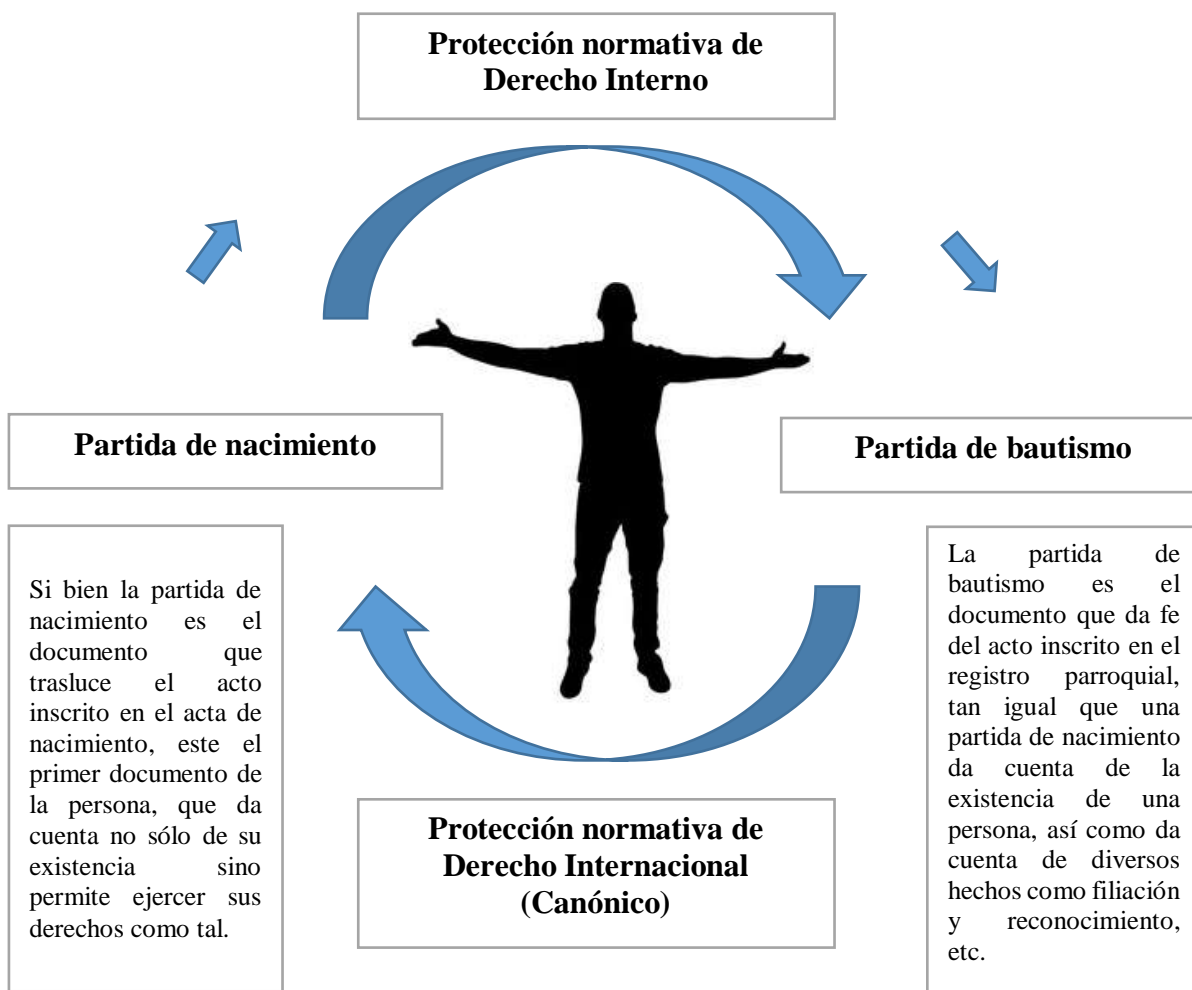 Protección normativa de
Derecho Interno
Partida de nacimiento
Partida de bautismo
Si bien la partida de
nacimiento es el
documento que
trasluce el acto
inscrito en el acta de
nacimiento, este el
primer documento de
la persona, que da
cuenta no sólo de su
existencia sino
permite ejercer sus
derechos como tal.
Protección normativa de
Derecho Internacional
(Canónico)
La partida de
bautismo es el
documento que da fe
del acto inscrito en el
registro parroquial,
tan igual que una
partida de nacimiento
da cuenta de la
existencia de una
persona, así como da
cuenta de diversos
hechos como filiación
y reconocimiento,
etc.